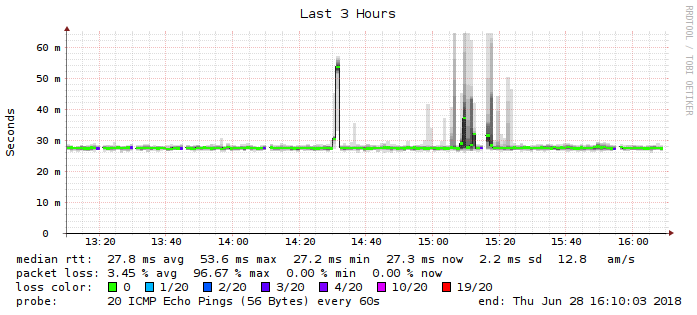 Last 3 Hours
RRDTOOL / TOBI OETIKER
Seconds
60 m
50 m
40 m
30 m
20 m
10 m
0
13:20 13:40 14:00 14:20 14:40 15:00 15:20 15:40 16:00
median rtt: 27.8 ms avg 53.6 ms max 27.2 ms min 27.3 ms now 2.2 ms sd 12.8 am/s
packet loss: 3.45 % avg 96.67 % max 0.00 % min 0.00 % now
loss color: 0 1/20 2/20 3/20 4/20 10/20 19/20
probe: 20 ICMP Echo Pings (56 Bytes) every 60s end: Thu Jun 28 16:10:03 2018